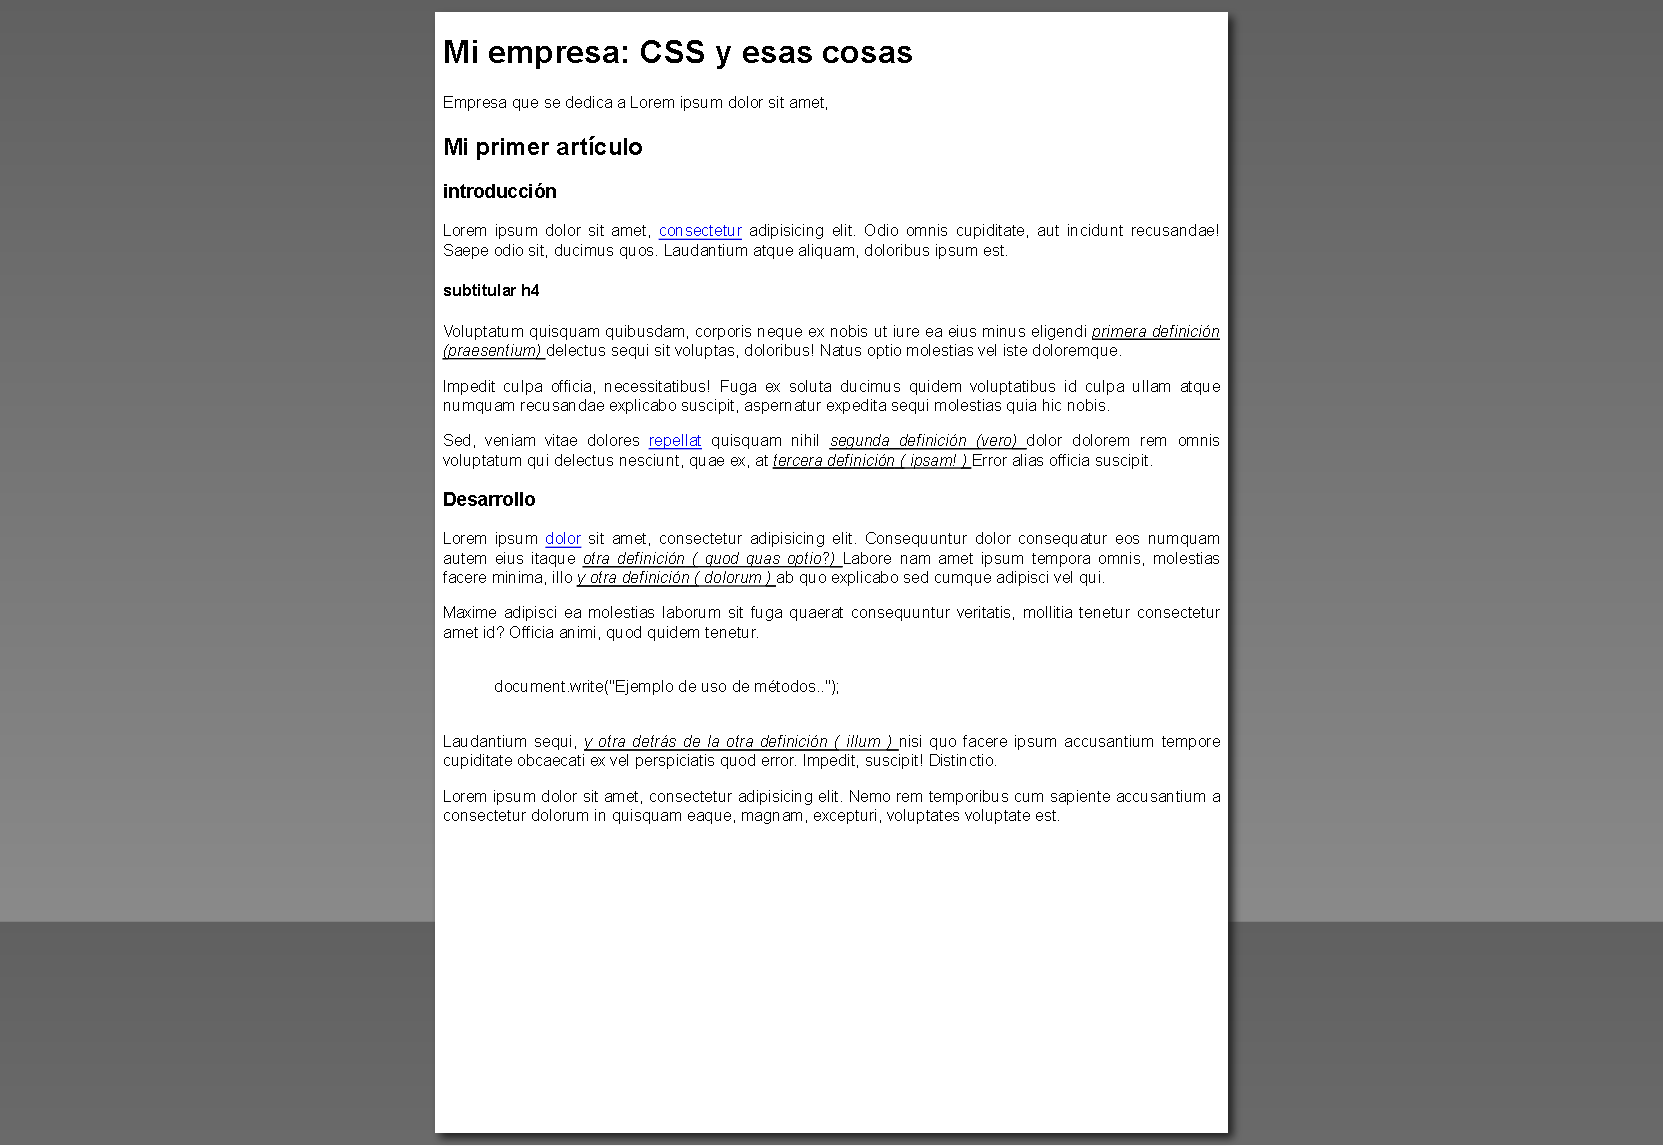 Mi empresa: CSS y esas cosas
Empresa que se dedica a Lorem ipsum dolor sit amet,
Mi primer artículo
introducción
Lorem ipsum dolor sit amet, consectetur adipisicing elit. Odio omnis cupiditate, aut incidunt recusandae!
Saepe odio sit, ducimus quos. Laudantium atque aliquam, doloribus ipsum est.
subtitular h4
Voluptatum quisquam quibusdam, corporis neque ex nobis ut iure ea eius minus eligendi primera definición
(praesentium) delectus sequi sit voluptas, doloribus! Natus optio molestias vel iste doloremque.
Impedit culpa officia, necessitatibus! Fuga ex soluta ducimus quidem voluptatibus id culpa ullam atque
numquam recusandae explicabo suscipit, aspernatur expedita sequi molestias quia hic nobis.
Sed, veniam vitae dolores repellat quisquam nihil segunda definición (vero) dolor dolorem rem omnis
voluptatum qui delectus nesciunt, quae ex, at tercera definición ( ipsam! ) Error alias officia suscipit.
Desarrollo
Lorem ipsum dolor sit amet, consectetur adipisicing elit. Consequuntur dolor consequatur eos numquam
autem eius itaque otra definición ( quod quas optio?) Labore nam amet ipsum tempora omnis, molestias
facere minima, illo y otra definición ( dolorum ) ab quo explicabo sed cumque adipisci vel qui.
Maxime adipisci ea molestias laborum sit fuga quaerat consequuntur veritatis, mollitia tenetur consectetur
amet id? Officia animi, quod quidem tenetur.
document.write("Ejemplo de uso de métodos..");
Laudantium sequi, y otra detrás de la otra definición ( illum ) nisi quo facere ipsum accusantium tempore
cupiditate obcaecati ex vel perspiciatis quod error. Impedit, suscipit! Distinctio.
Lorem ipsum dolor sit amet, consectetur adipisicing elit. Nemo rem temporibus cum sapiente accusantium a
consectetur dolorum in quisquam eaque, magnam, excepturi, voluptates voluptate est.